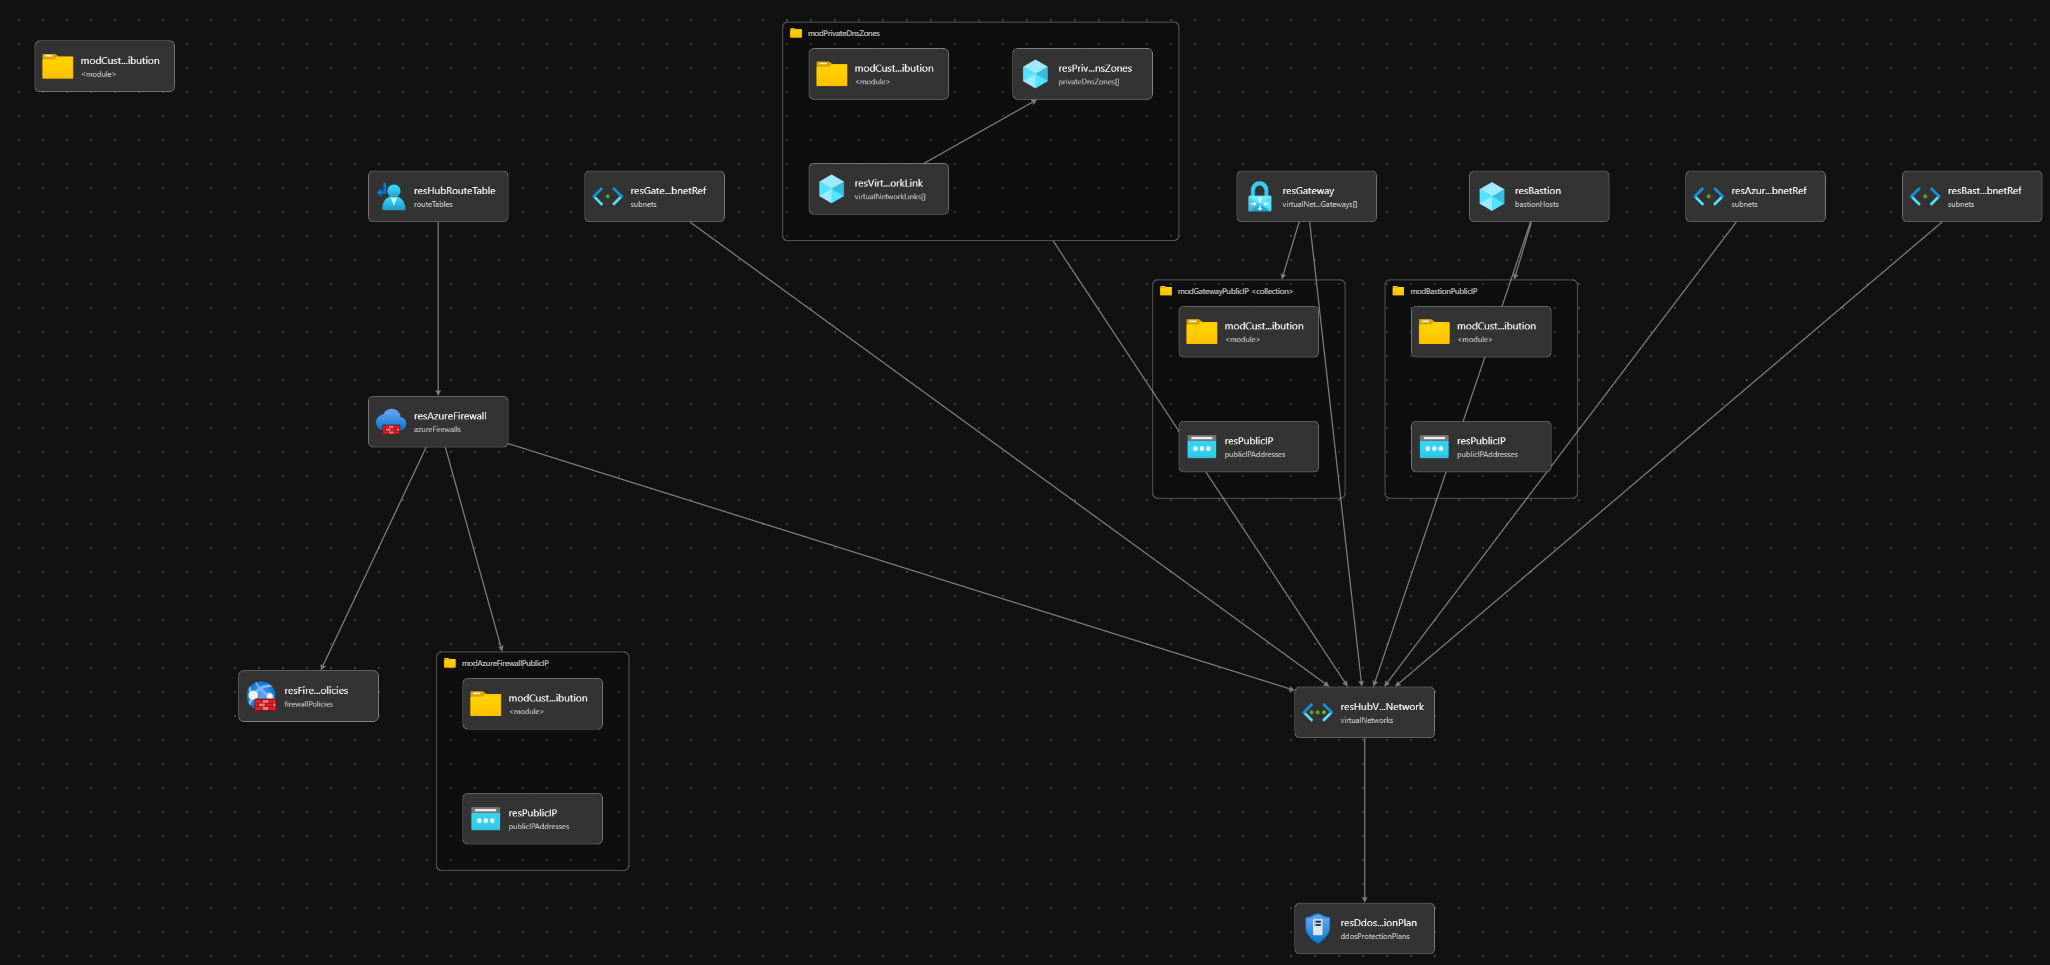 modCust...ibution
<module>
modPrivateDnsZones
modCust...ibution
<module>
resPriv...nsZones
privateDnsZones[]
resVirt...orkLink
virtualNetworkLinks[]
resHubRouteTable
routeTables
resGate...bnetRef
subnets
resGateway
virtualNet...Gateways[]
resBastion
bastionHosts
resAzur...bnetRef
subnets
resBast...bnetRef
subnets
modGatewayPublicIP <collection>
modCust...ibution
<module>
resPublicIP
publicIPAddresses
modBastionPublicIP
modCust...ibution
<module>
resPublicIP
publicIPAddresses
resAzureFirewall
azureFirewalls
resFire...olicies
firewallPolicies
modAzureFirewallPublicIP
modCust...ibution
<module>
resPublicIP
publicIPAddresses
resHubV...Network
virtualNetworks
resDdos...ionPlan
ddosProtectionPlans